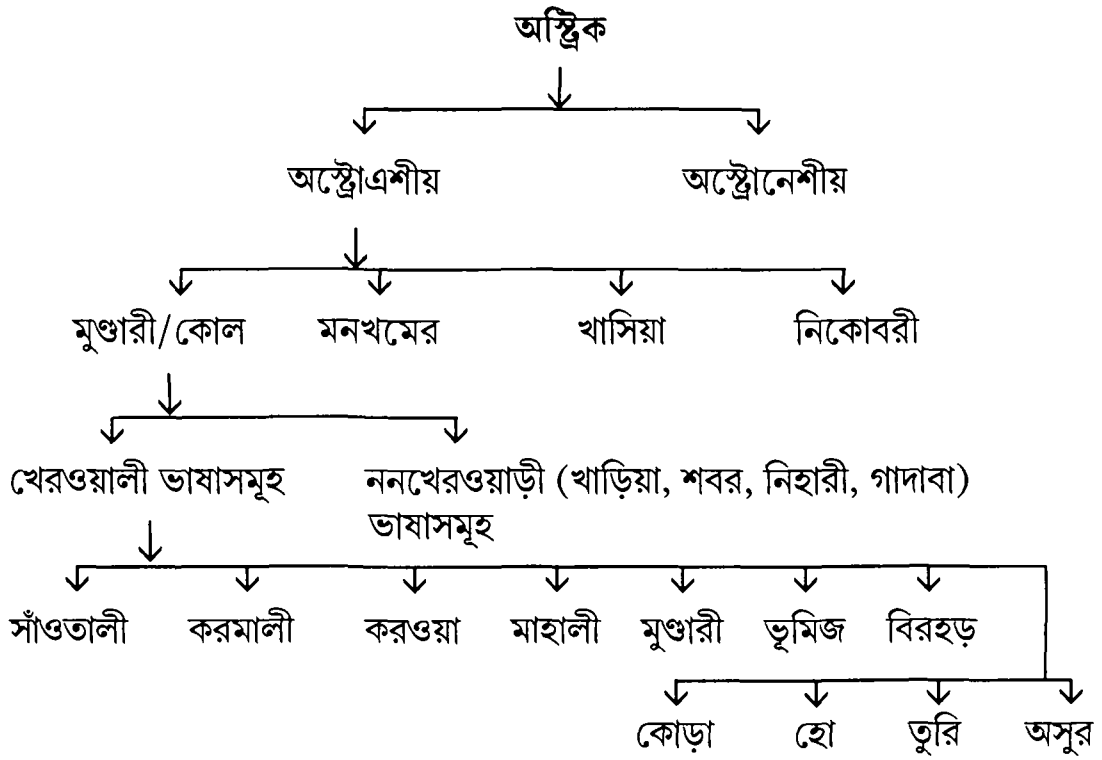 অস্ট্রিক
অস্ট্রোএশীয় অস্ট্রোনেশীয়
মুণ্ডারী/কোল মনখমের খাসিয়া নিকোবরী
খেরওয়ালী ভাষাসমূহ ননখেরওয়াড়ী (খাড়িয়া, শবর, নিহারী, গাদাবা)
ভাষাসমূহ
সাঁওতালী করমালী করওয়া মাহালী মুণ্ডারী ভূমিজ বিরহড়
কোড়া হো তুরি অসুর